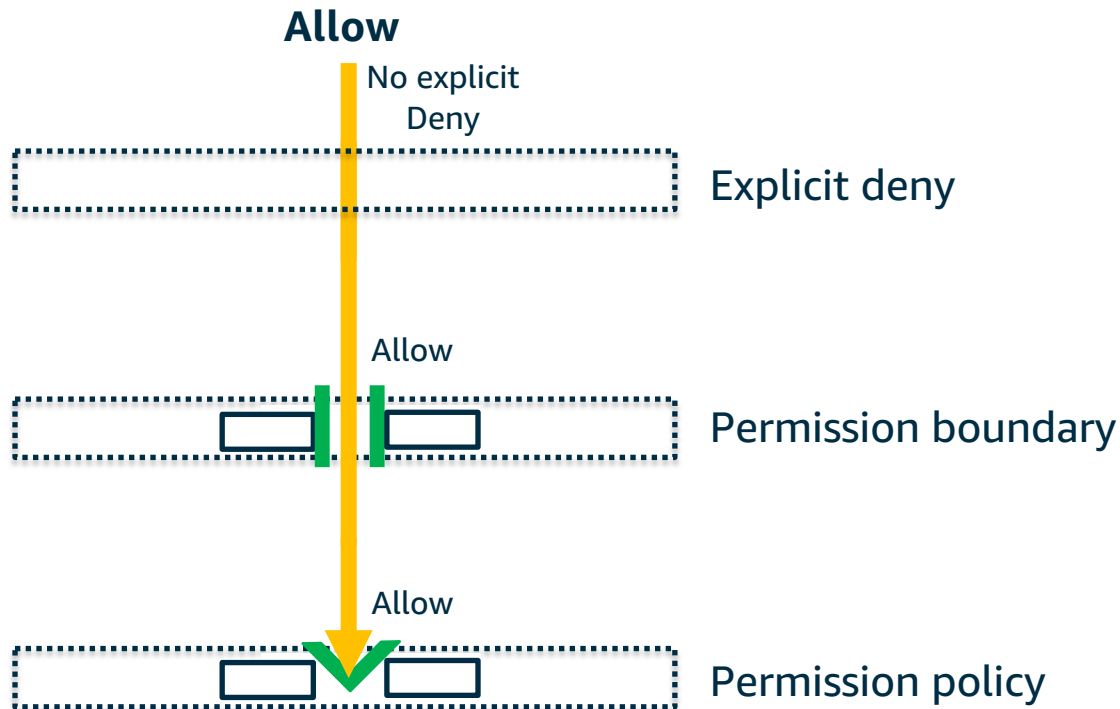 Allow
No explicit
Deny
Explicit deny
Allow
Permission boundary
Allow
Permission policy